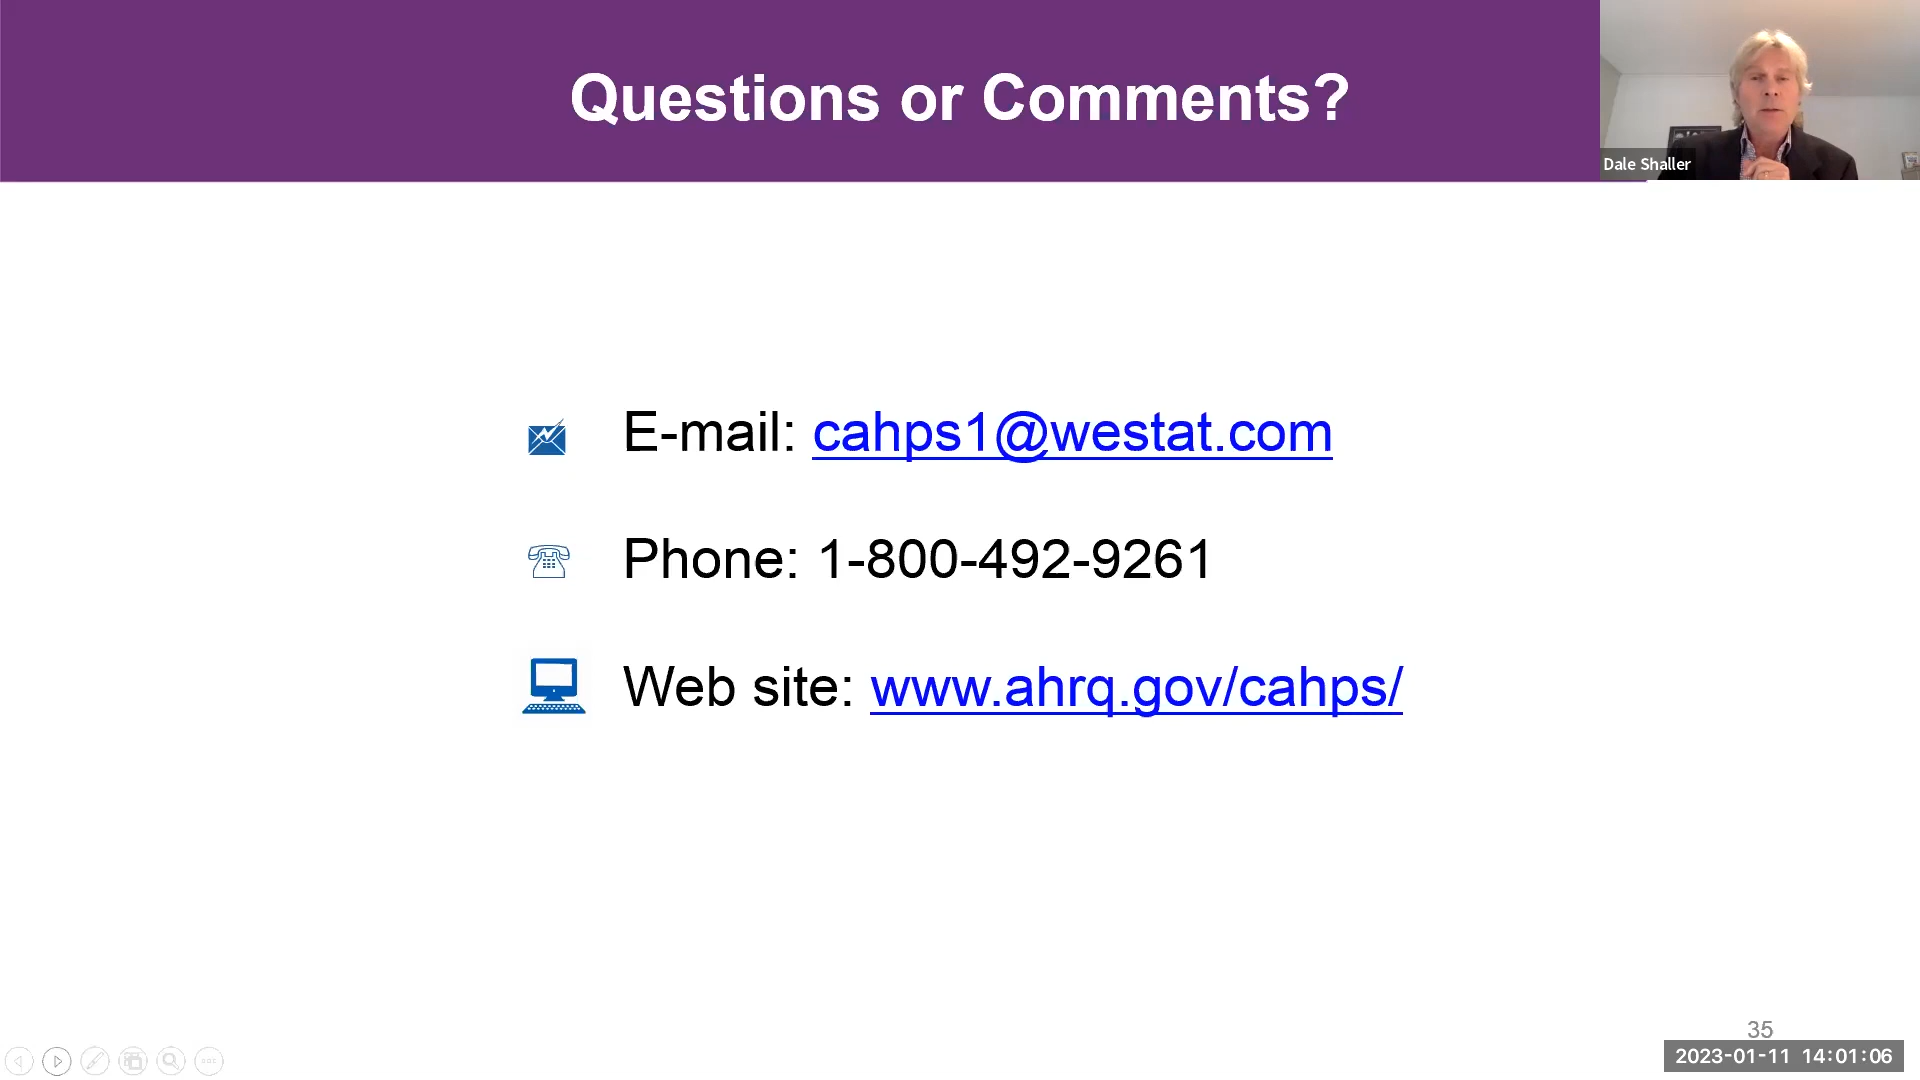 Questions or Comments?
Dale Shaller
E-mail: cahps1@westat.com
Phone: 1-800-492-9261
Web site: www.ahrq.gov/cahps/
35
2023-01-11 14:01:06